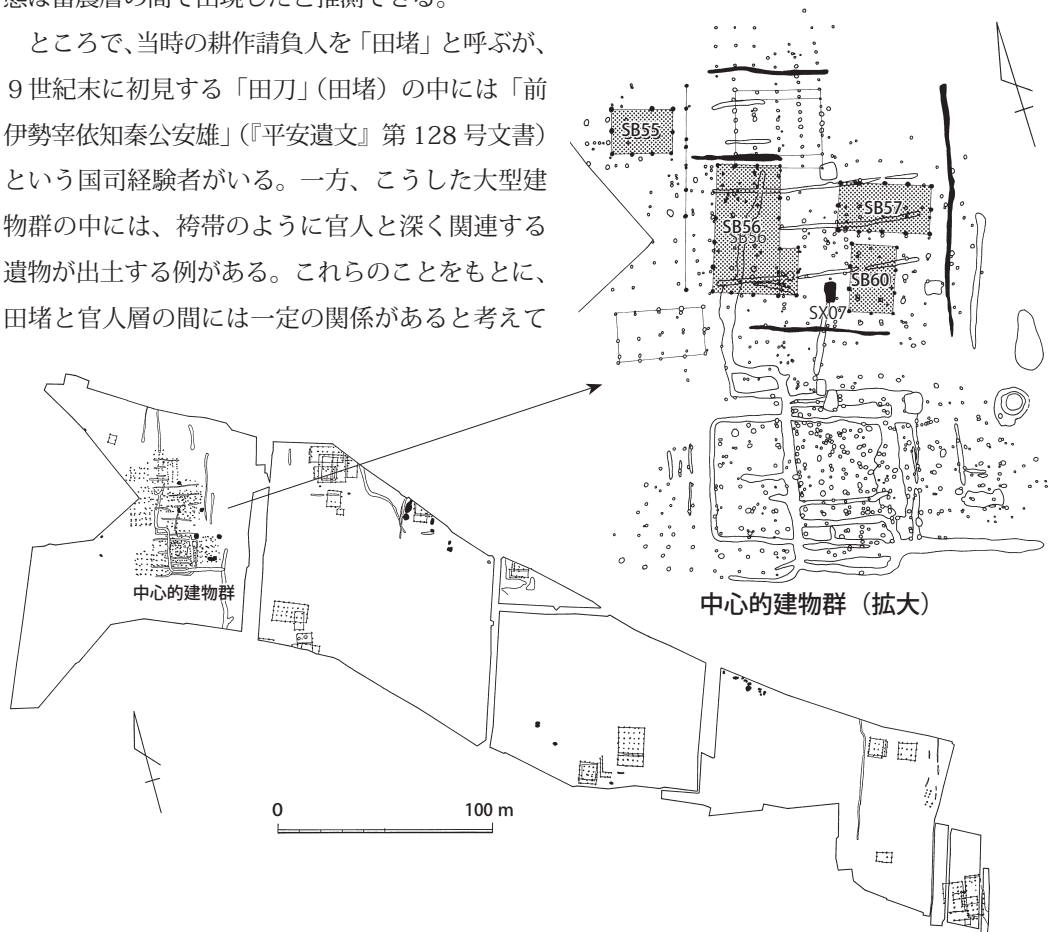 態は富農層の間で出現したと推測できる。
ところで、当時の耕作請負人を「田堵」と呼ぶが、
９世紀末に初見する「田刀」（田堵）の中には「前
伊勢宰依知秦公安雄」（『平安遺文』第 128 号文書）
という国司経験者がいる。一方、こうした大型建
物群の中には、袴帯のように官人と深く関連する
遺物が出土する例がある。これらのことをもとに、
田堵と官人層の間には一定の関係があると考えて
SB55
SB57
SB56
SB56
SB60
SX07
中心的建物群（拡大）
中心的建物群
0
100 m